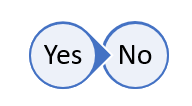 Yes No